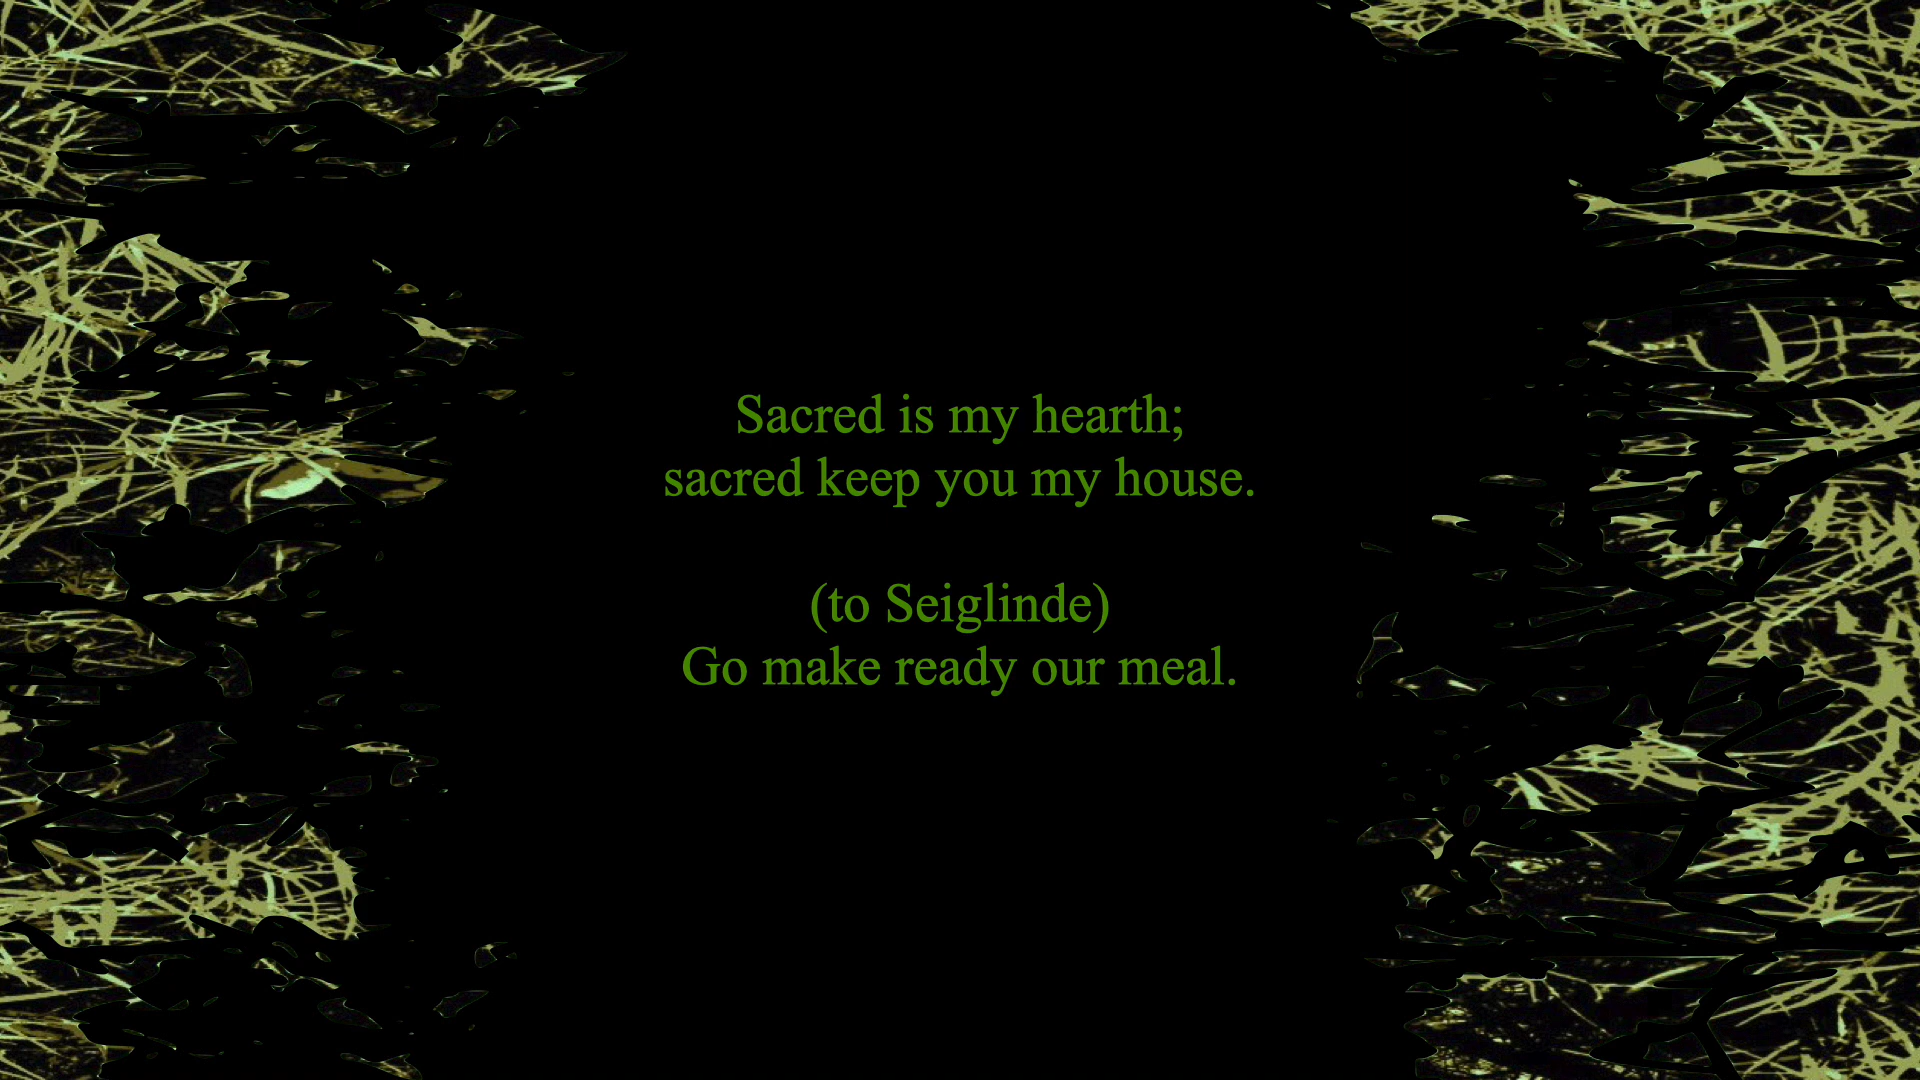 Sacred is my hearth;
sacred keep you my house.
(to Seiglinde)
Go make ready our meal.